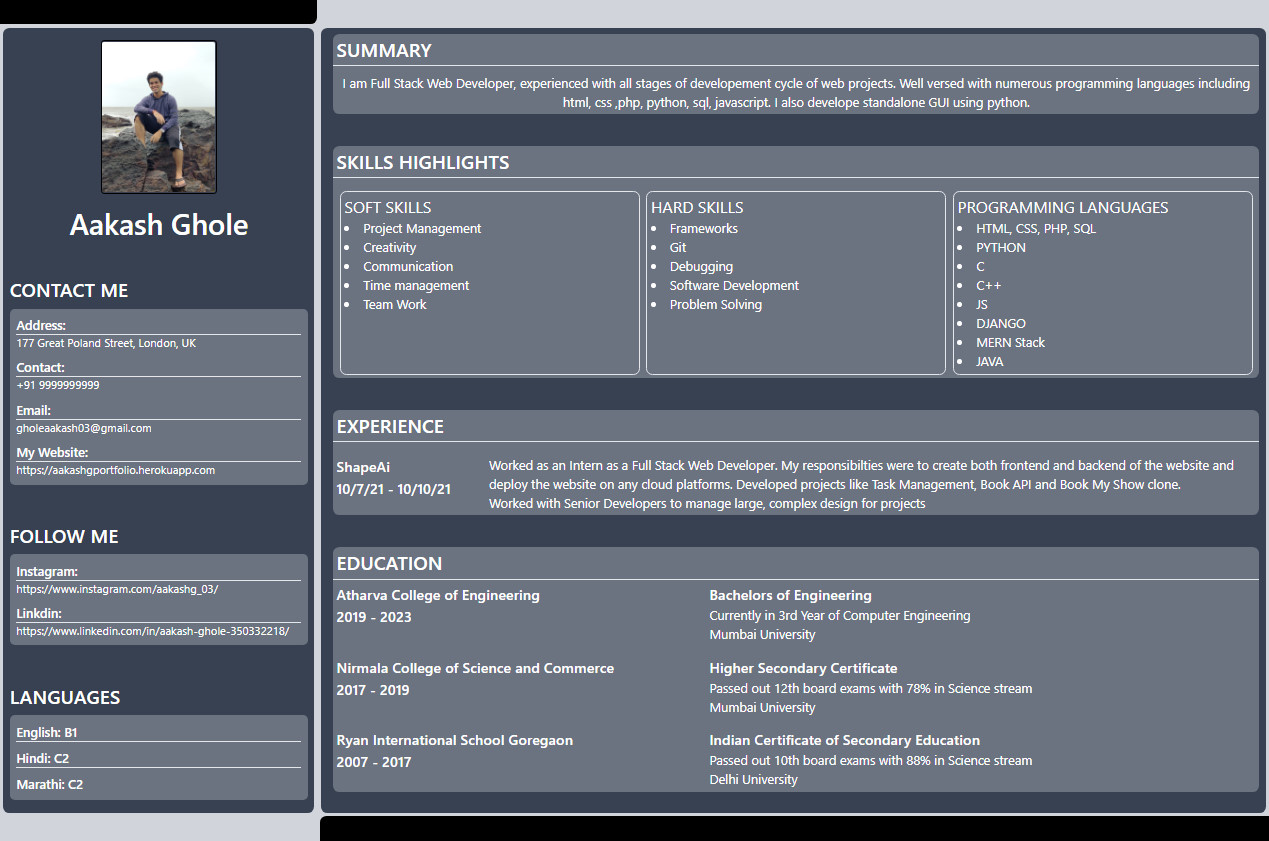 Aakash Ghole
CONTACT ME
Address:
177 Great Poland Street, London, UK
Contact:
+91 9999999999
Email:
gholeaakash03@gmail.com
My Website:
https://aakashgportfolio.herokuapp.com
FOLLOW ME
Instagram:
https://www.instagram.com/aakashg_03/
Linkdin:
https://www.linkedin.com/in/aakash-ghole-350332218/
LANGUAGES
English: B1
Hindi: C2
Marathi: C2
SUMMARY
I am Full Stack Web Developer, experienced with all stages of developement cycle of web projects. Well versed with numerous programming languages including
html, css ,php, python, sql, javascript. I also develope standalone GUI using python.
SKILLS HIGHLIGHTS
SOFT SKILLS
• Project Management
• Creativity
• Communication
• Time management
• Team Work
HARD SKILLS
• Frameworks
• Git
• Debugging
• Software Development
• Problem Solving
PROGRAMMING LANGUAGES
• HTML, CSS, PHP, SQL
• PYTHON
• C
• C++
• JS
• DJANGO
• MERN Stack
• JAVA
EXPERIENCE
ShapeAi
10/7/21 - 10/10/21
Worked as an Intern as a Full Stack Web Developer. My responsibilties were to create both frontend and backend of the website and
deploy the website on any cloud platforms. Developed projects like Task Management, Book API and Book My Show clone.
Worked with Senior Developers to manage large, complex design for projects
EDUCATION
Atharva College of Engineering
2019 - 2023
Bachelors of Engineering
Currently in 3rd Year of Computer Engineering
Mumbai University
Nirmala College of Science and Commerce
2017 - 2019
Higher Secondary Certificate
Passed out 12th board exams with 78% in Science stream
Mumbai University
Ryan International School Goregaon
2007 - 2017
Indian Certificate of Secondary Education
Passed out 10th board exams with 88% in Science stream
Delhi University